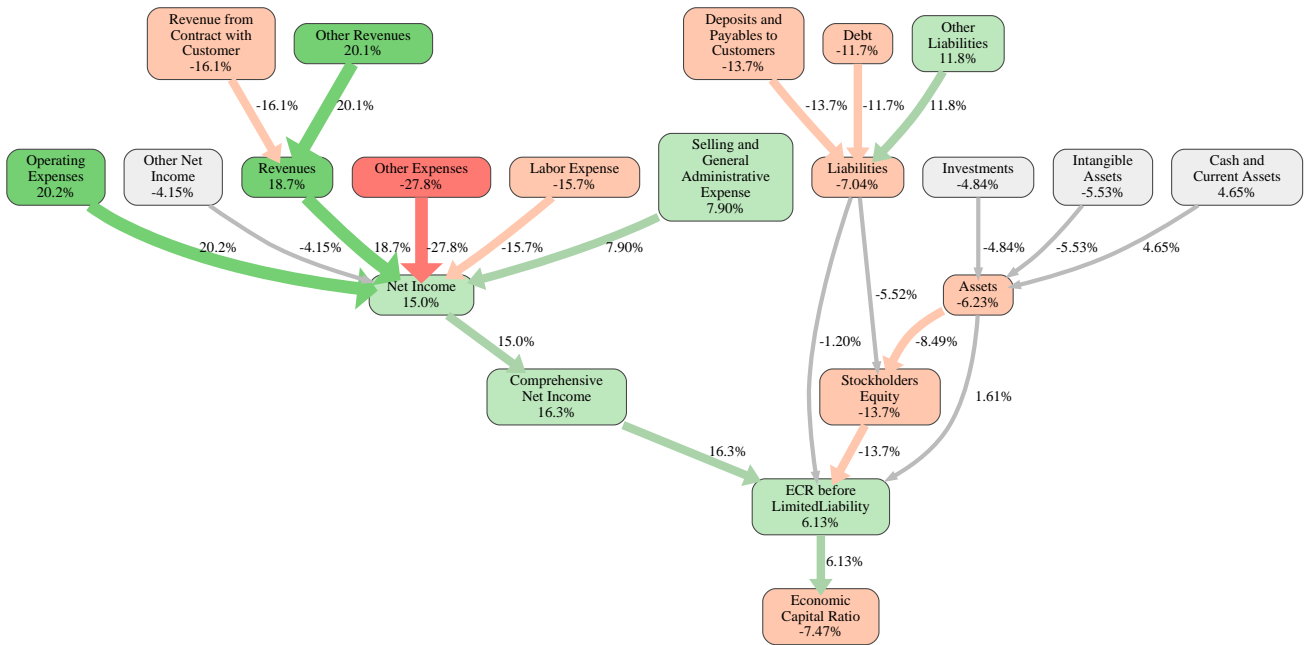 Revenue from
Contract with
Customer
-16.1%
Other Revenues
20.1%
Deposits and
Payables to
Customers
-13.7%
Debt
-11.7%
Other
Liabilities
11.8%
-16.1%
20.1%
-13.7%
-11.7%
11.8%
Operating
Expenses
20.2%
Other Net
Income
-4.15%
Revenues
18.7%
Other Expenses
-27.8%
Labor Expense
-15.7%
Selling and
General
Administrative
Expense
7.90%
Liabilities
-7.04%
Investments
-4.84%
Intangible
Assets
-5.53%
Cash and
Current Assets
4.65%
20.2%
-4.15%
18.7%
-27.8%
-15.7%
7.90%
-4.84%
-5.53%
4.65%
Net Income
15.0%
-5.52%
Assets
-6.23%
15.0%
-1.20%
-8.49%
Comprehensive
Net Income
16.3%
Stockholders
Equity
-13.7%
1.61%
16.3%
-13.7%
ECR before
LimitedLiability
6.13%
6.13%
Economic
Capital Ratio
-7.47%